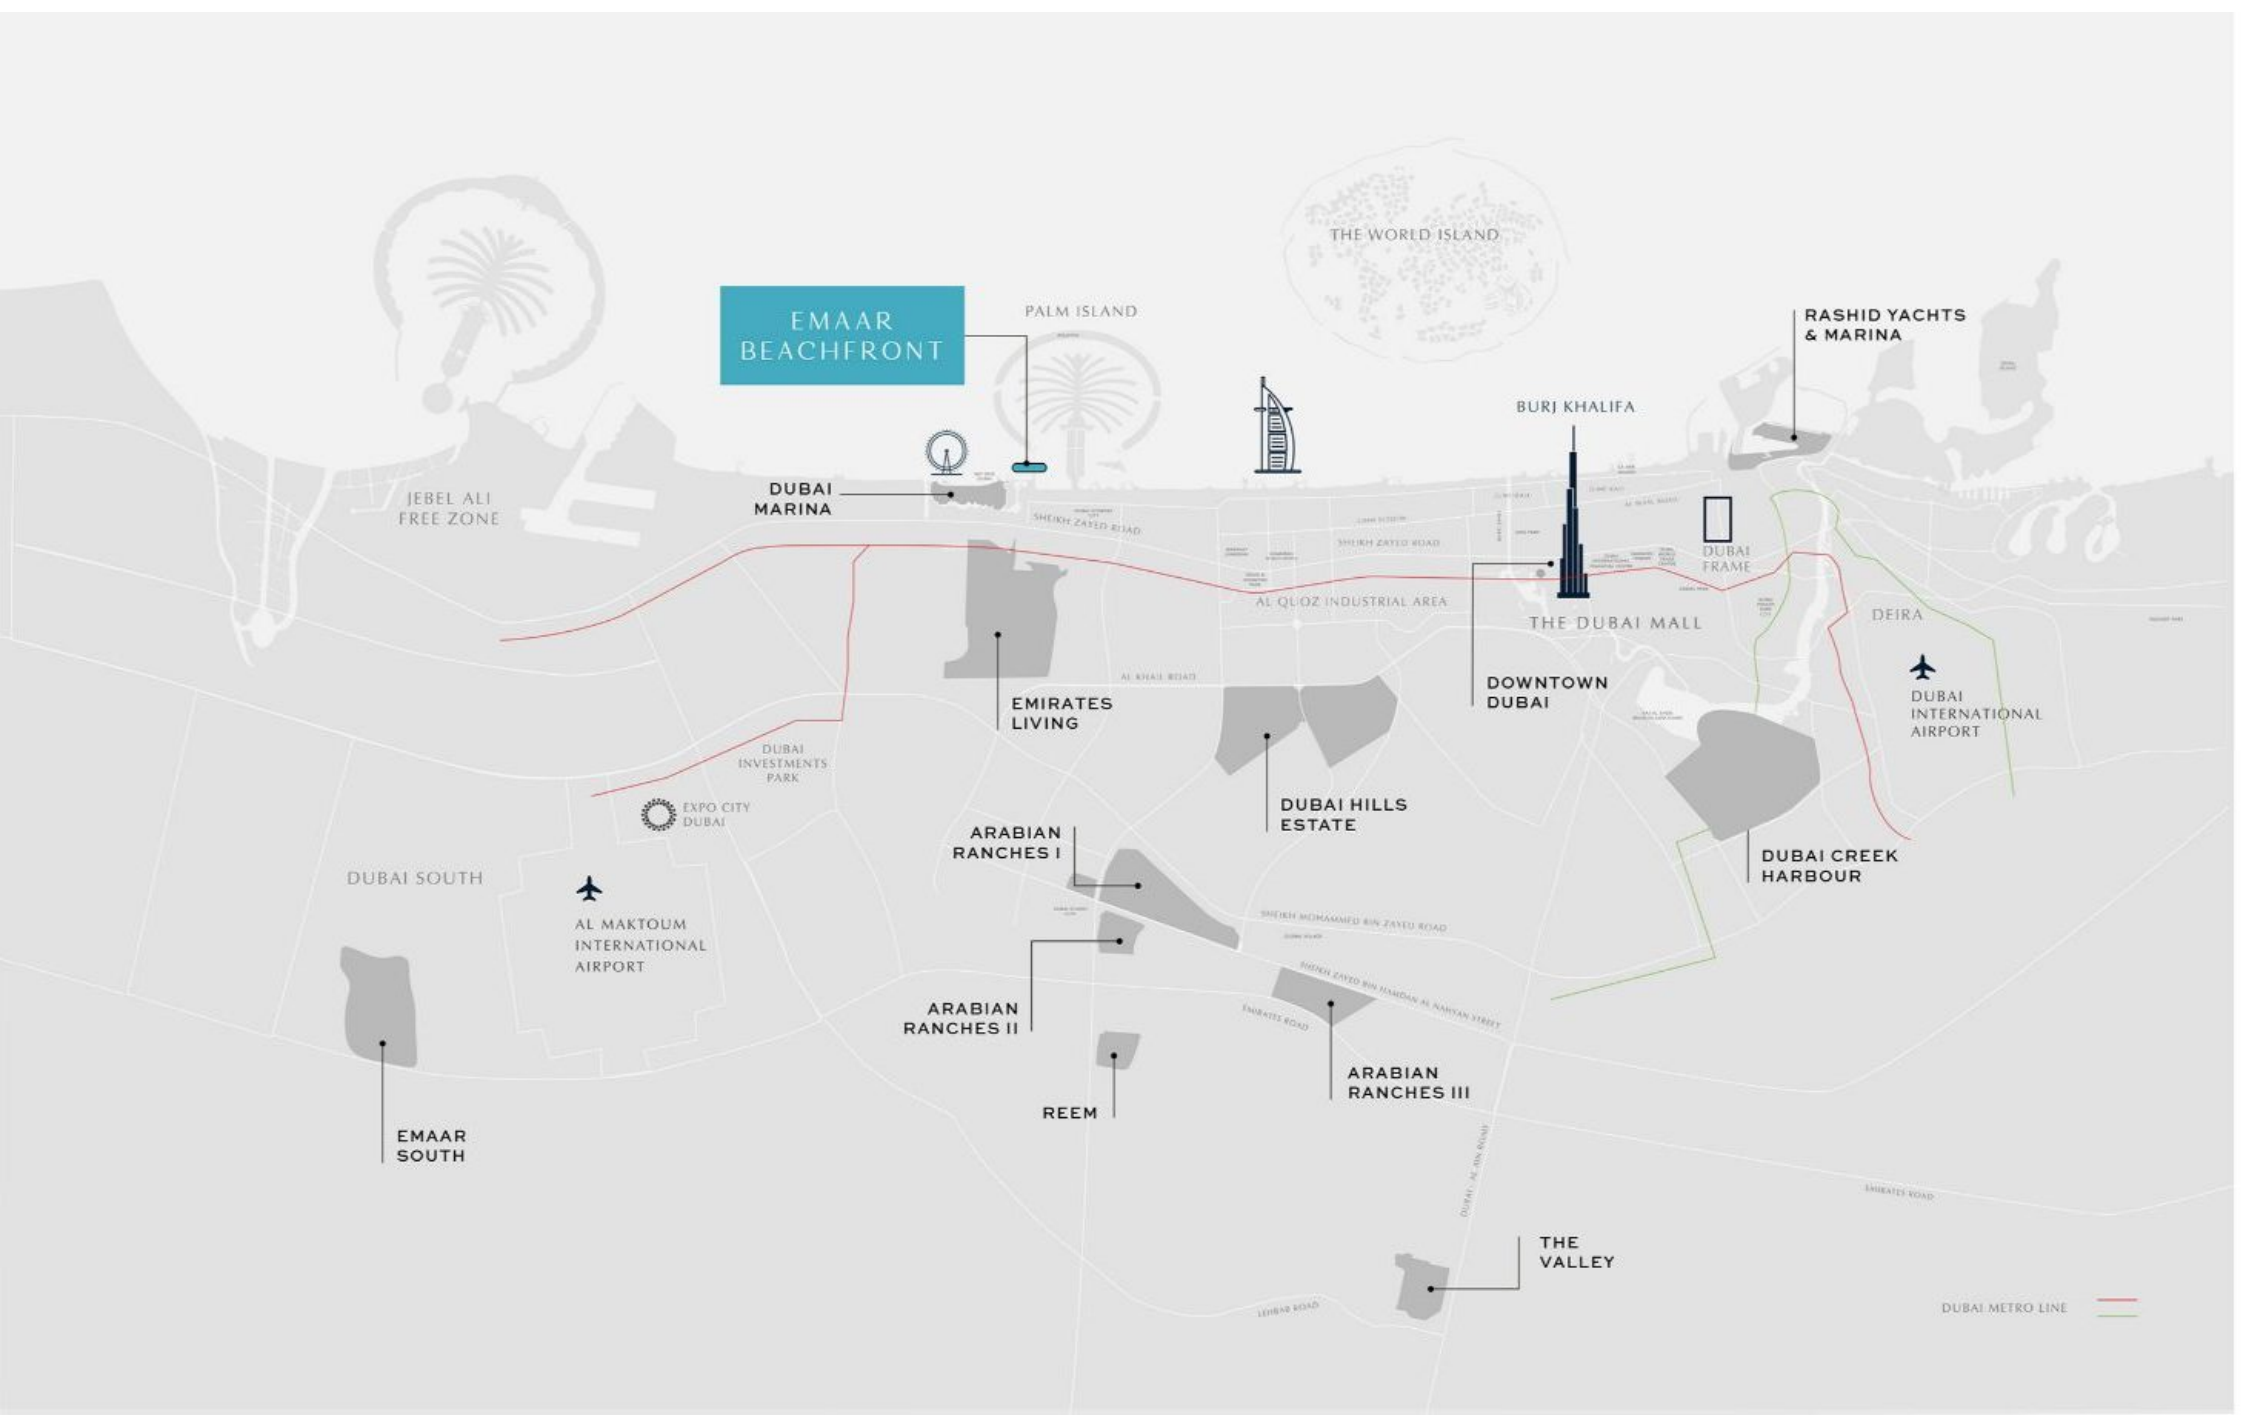 THE WORLD ISLAND
EMAAR
BEACHFRONT
PALM ISLAND
RASHID YACHTS
& MARINA
BURJ KHALIFA
DUBAI
MARINA
JEBEL ALI
FREE ZONE
SHEIKH ZAYED ROAD
SHEIKH ZAYED ROAD
DUBAI
FRAME
AL QUOZ INDUSTRIAL AREA
THE DUBAI MALL
DEIRA
AL KHAIL ROAD
DOWNTOWN
DUBAI
EMIRATES
LIVING
DUBAI
INTERNATIONAL
AIRPORT
DUBAI
INVESTMENTS
PARK
EXPO CITY
DUBAI
DUBAI HILLS
ESTATE
ARABIAN
RANCHES I
DUBAI CREEK
HARBOUR
DUBAI SOUTH
AL MAKTOUM
INTERNATIONAL
AIRPORT
SHEIKH MOHAMMED BIN ZAYED ROAD
SHEIKH ZAYED BIN HAMDAN AL NAHYAN STREET
ARABIAN
RANCHES II
EMIRATES ROAD
ARABIAN
RANCHES III
REEM
EMAAR
SOUTH
DUBAI - AL AIN ROAD
EMIRATES ROAD
THE
VALLEY
LEHBAB ROAD
DUBAI METRO LINE